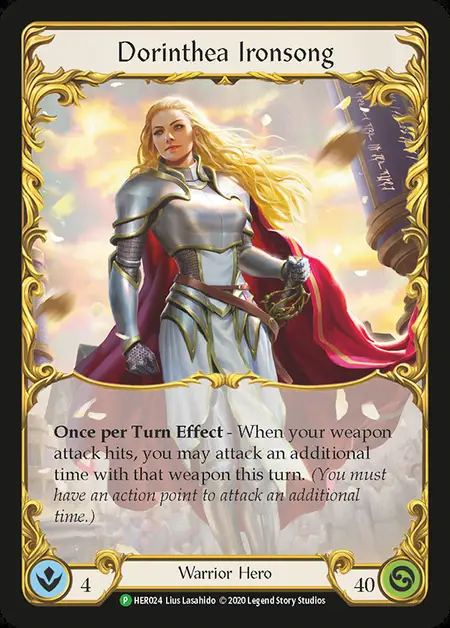 Dorinthea Ironsong
Once per Turn Effect - When your weapon
attack hits, you may attack an additional
time with that weapon this turn. (You must
have an action point to attack an additional
time.)
4
Warrior Hero
40
P HER024 Lius Lasahido © 2020 Legend Story Studios